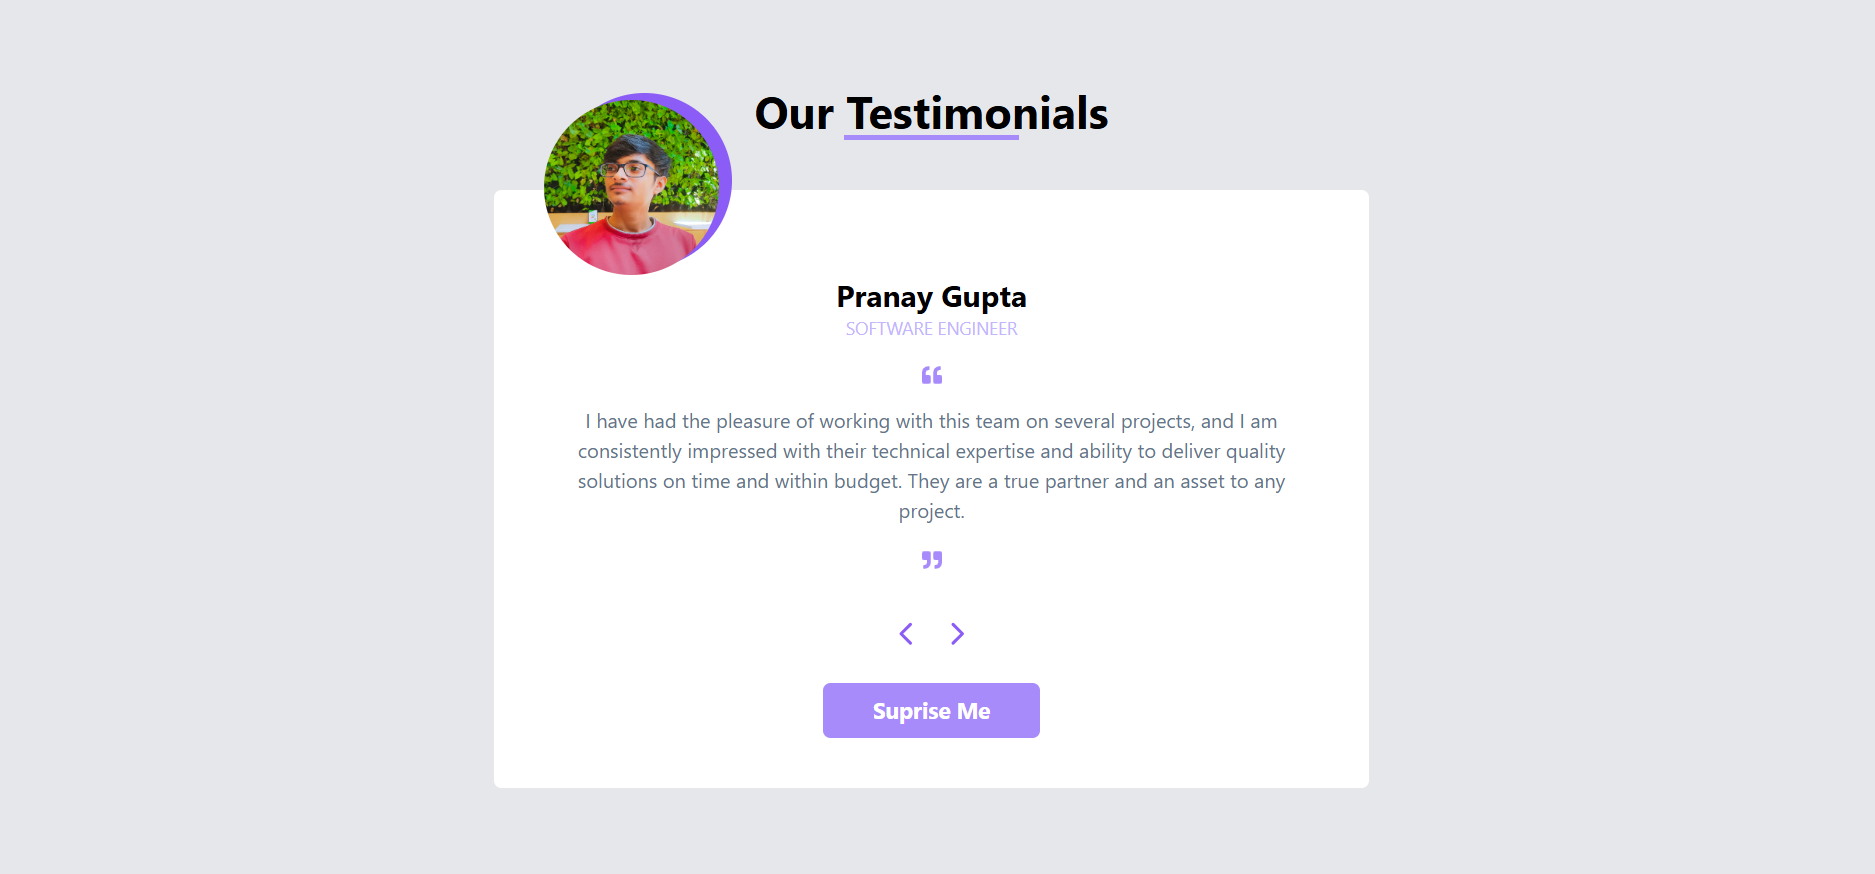 Our Testimonials
Pranay Gupta
SOFTWARE ENGINEER
❝
I have had the pleasure of working with this team on several projects, and I am
consistently impressed with their technical expertise and ability to deliver quality
solutions on time and within budget. They are a true partner and an asset to any
project.
❞
Suprise Me